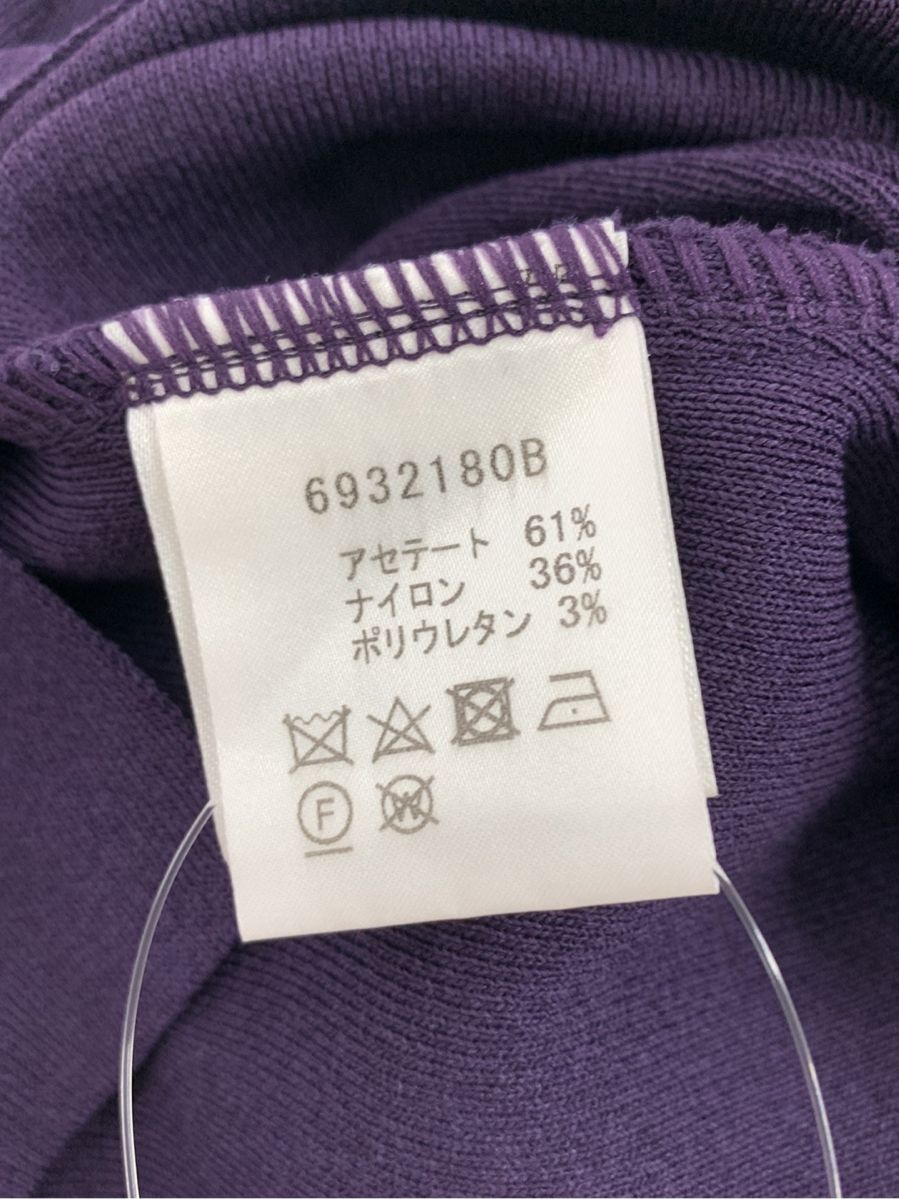 6932180B
アセテート 61%
ナイロン 36%
ポリウレタン 3%
F W